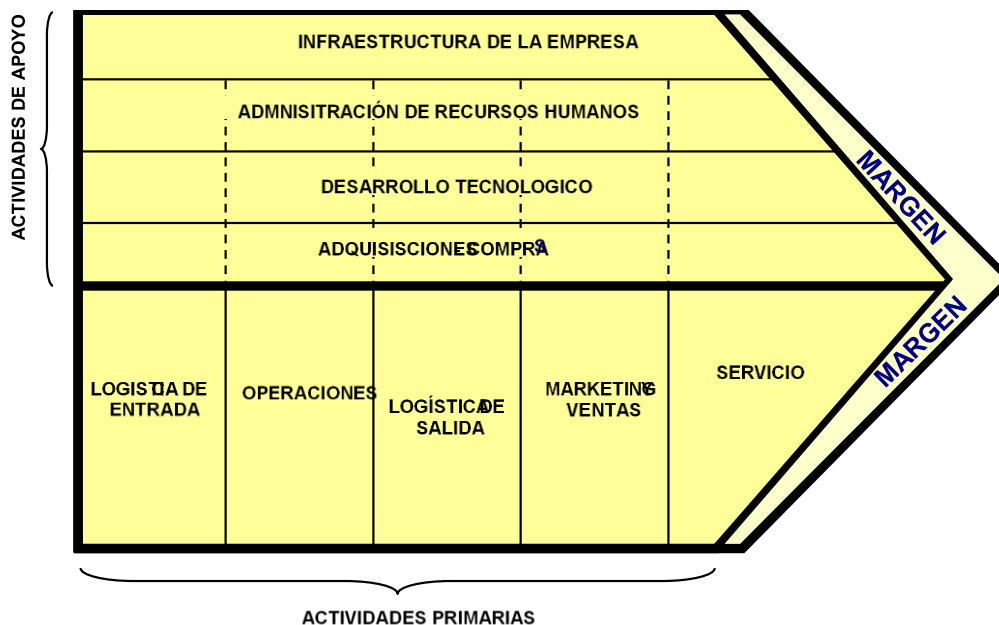 ACTIVIDADES DE APOYO
INFRAESTRUCTURA DE LA EMPRESA
ADMNISITRACIÓN DE RECURSOS HUMANOS
DESARROLLO TECNOLOGICO
ADQUISISCIONES-COMPRAS
MARGEN
MARGEN
LOGISTICA DE
ENTRADA
OPERACIONES
LOGÍSTICA DE
SALIDA
MARKETING Y
VENTAS
SERVICIO
ACTIVIDADES PRIMARIAS